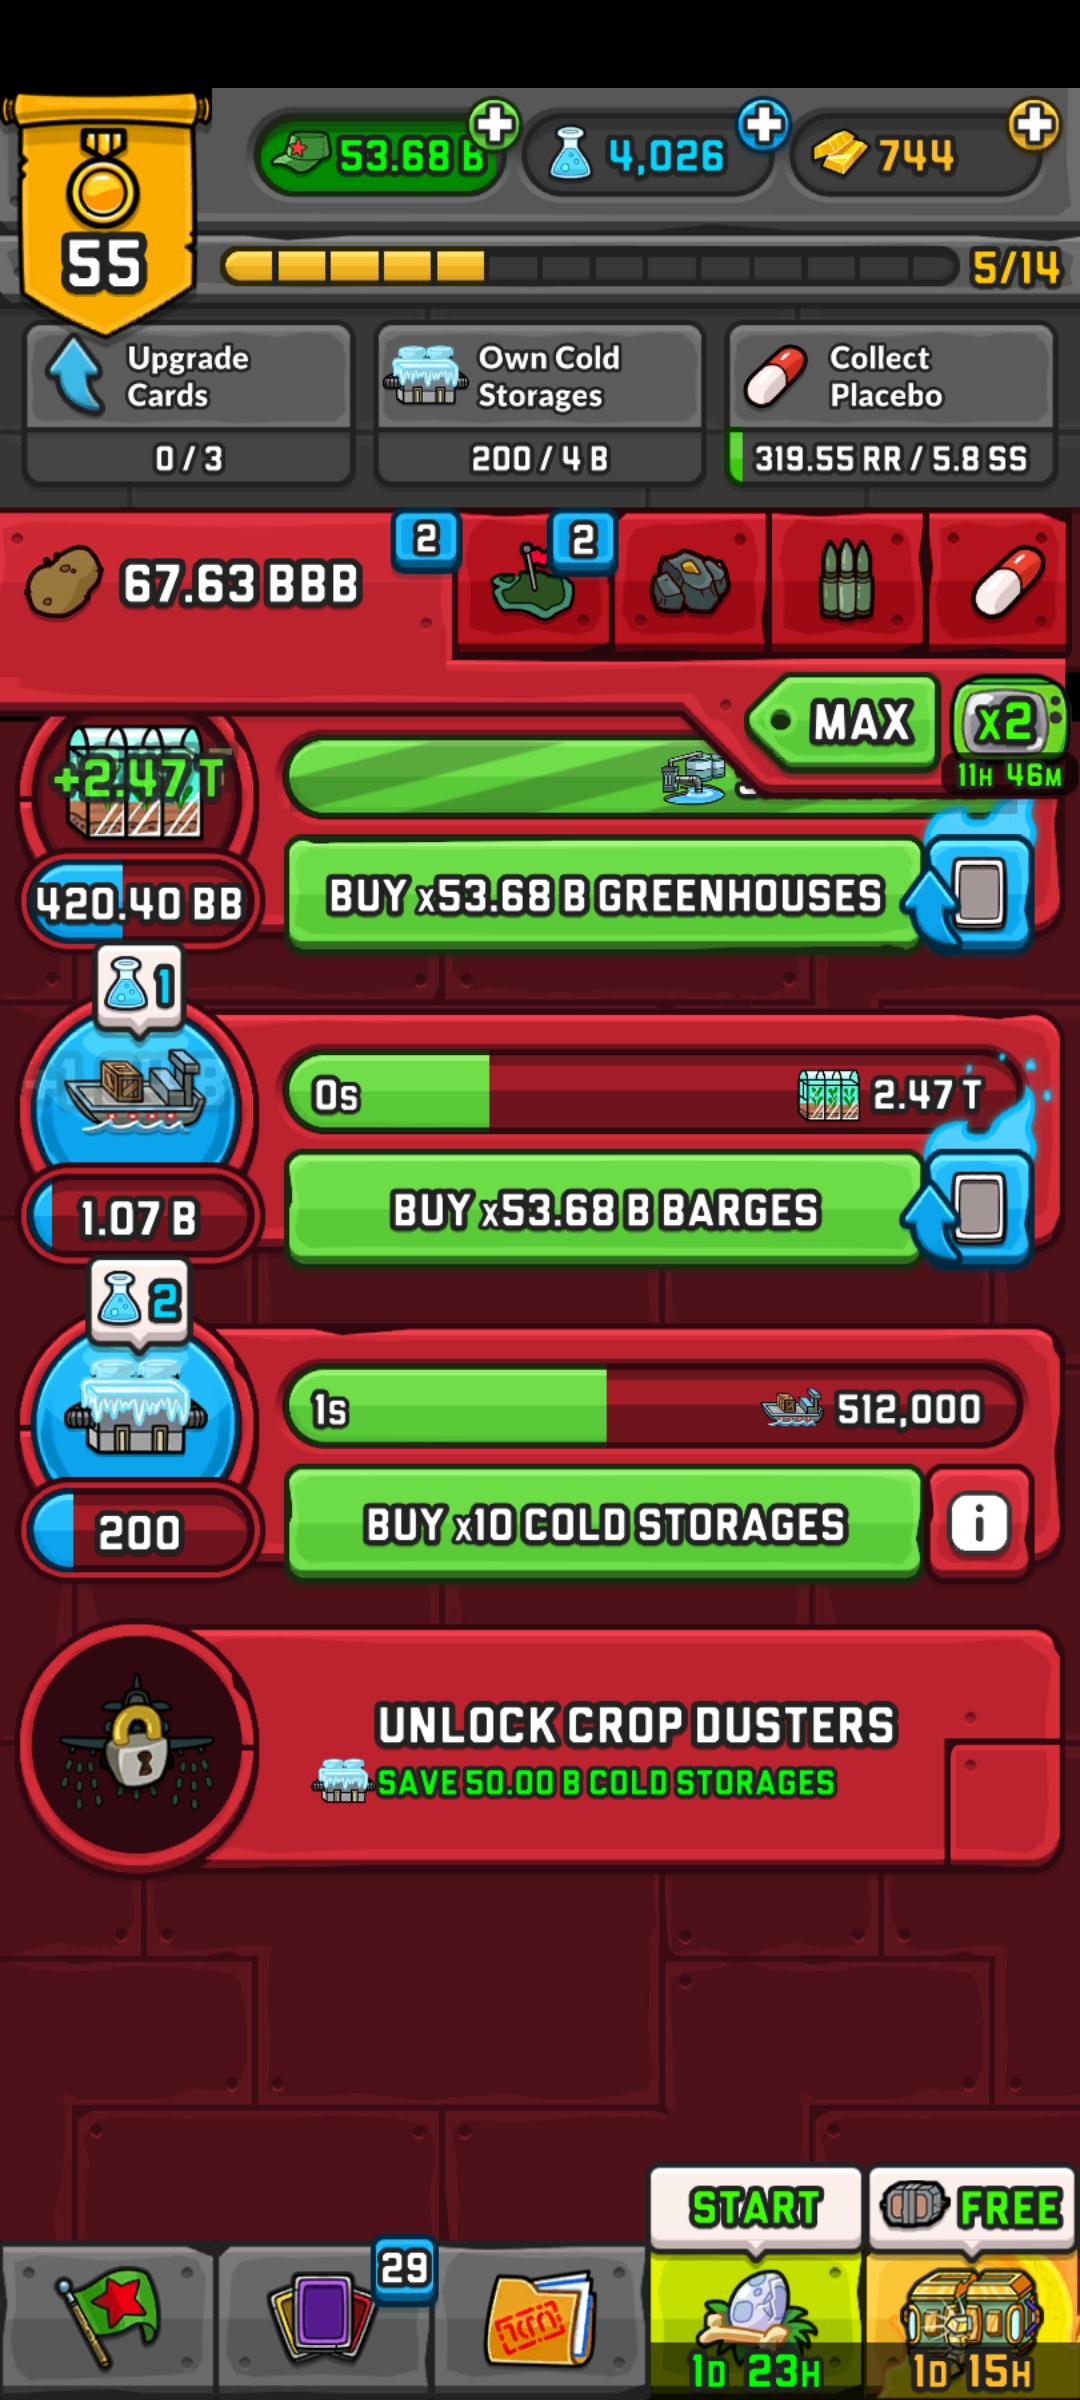 53.68 B
4,026
744
55
5/14
Upgrade
Cards
0 / 3
Own Cold
Storages
200 / 4 B
Collect
Placebo
319.55 RR / 5.8 SS
67.63 BBB
2
2
MAX
x2
11H 46M
+2.47 T
420.40 BB
BUY x53.68 B GREENHOUSES
1
0s
2.47 T
1.07 B
BUY x53.68 B BARGES
2
1s
512,000
200
BUY x10 COLD STORAGES
i
UNLOCK CROP DUSTERS
SAVE 50.00 B COLD STORAGES
START
FREE
29
1D 23H
1D 15H